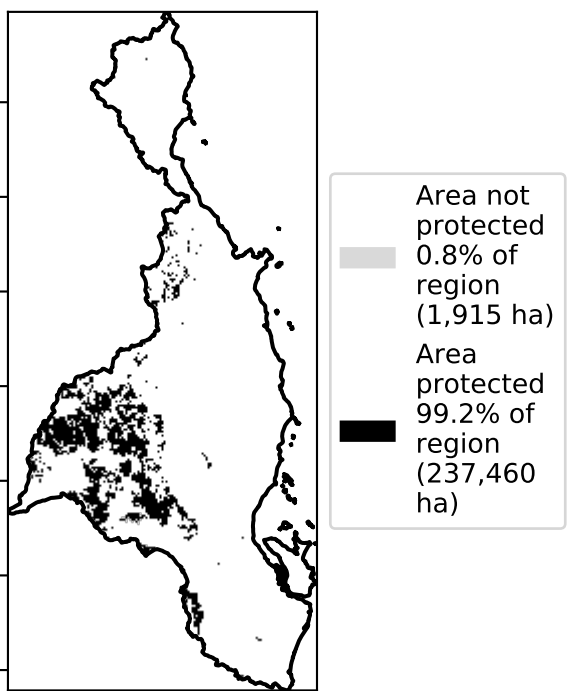 Area not
protected
0.8% of
region
(1,915 ha)
Area
protected
99.2% of
region
(237,460
ha)